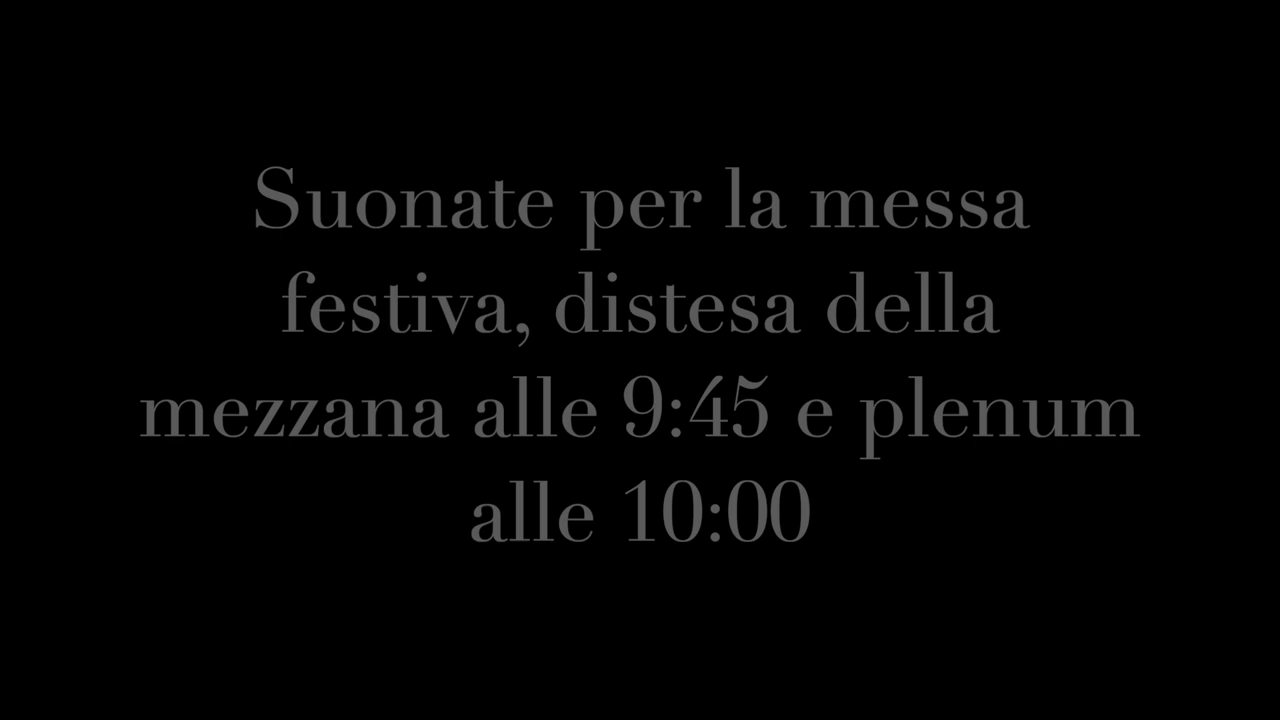 Suonate per la messa
festiva, distesa della
mezzana alle 9:45 e plenum
alle 10:00